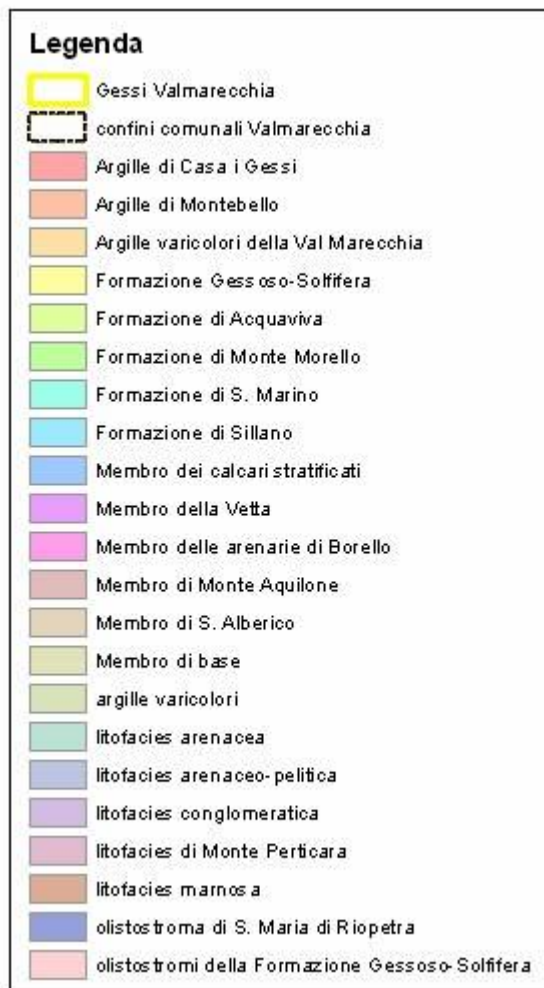 Legenda
Gessi Valmarecchia
confini comunali Valmarecchia
Argille di Casa i Gessi
Argille di Montebello
Argille varicolori della Val Marecchia
Formazione Gessoso-Solfifera
Formazione di Acquaviva
Formazione di Monte Morello
Formazione di S. Marino
Formazione di Sillano
Membro dei calcari stratificati
Membro della Vetta
Membro delle arenarie di Borello
Membro di Monte Aquilone
Membro di S. Alberico
Membro di base
argille varicolori
litofacies arenacea
litofacies arenaceo-pelitica
litofacies conglomeratica
litofacies di Monte Perticara
litofacies marnosa
olistostroma di S. Maria di Riopetra
olistostromi della Formazione Gessoso-Solfifera